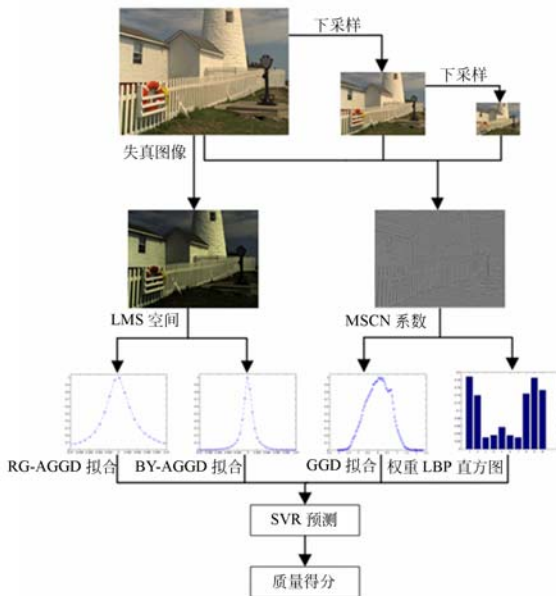 下采样
下采样
失真图像
LMS 空间
MSCN 系数
RG-AGGD 拟合
BY-AGGD 拟合
GGD 拟合
权重 LBP 直方图
SVR 预测
质量得分